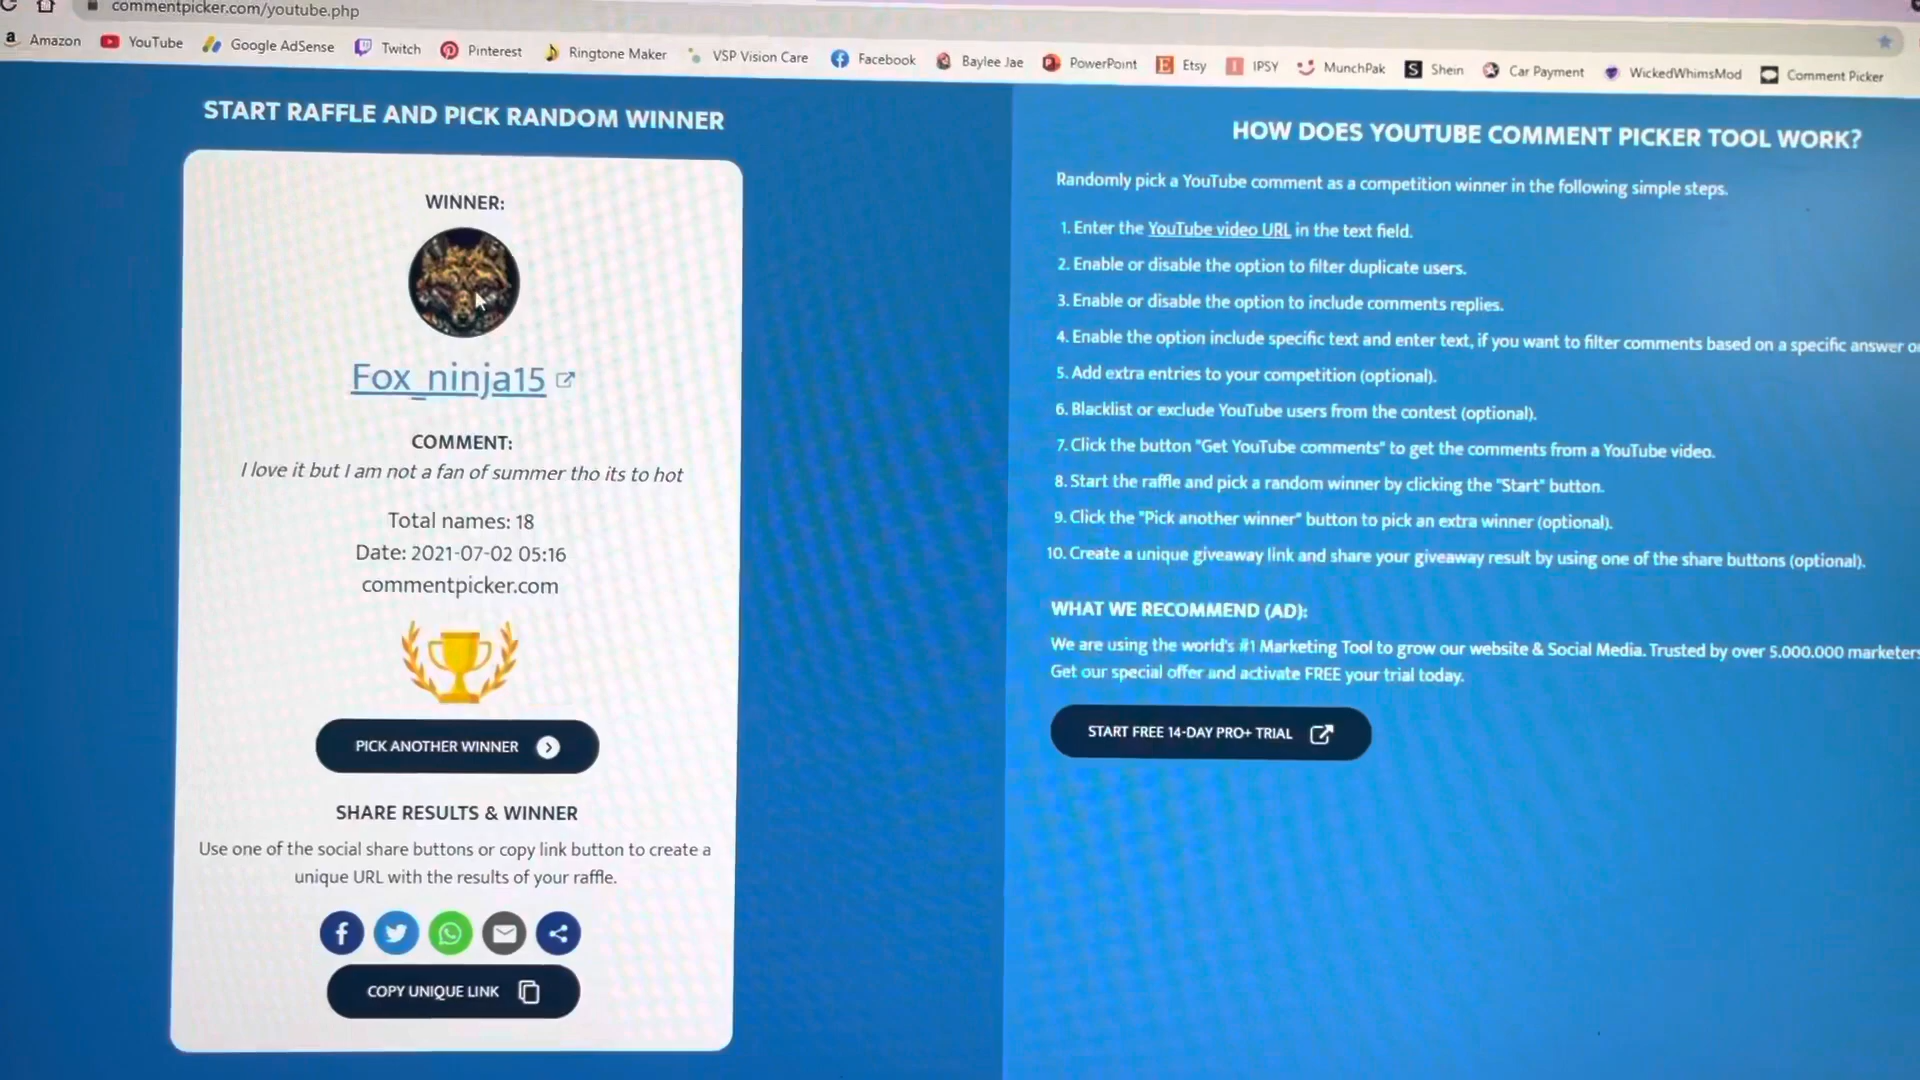 commentpicker.com/youtube.php
Amazon YouTube Google AdSense Twitch Pinterest Ringtone Maker VSP Vision Care Facebook Baylee Jae PowerPoint Etsy IPSY MunchPak Shein Car Payment WickedWhimsMod Comment Picker
START RAFFLE AND PICK RANDOM WINNER
WINNER:
Fox_ninja15
COMMENT:
I love it but I am not a fan of summer tho its to hot
Total names: 18
Date: 2021-07-02 05:16
commentpicker.com
PICK ANOTHER WINNER
SHARE RESULTS & WINNER
Use one of the social share buttons or copy link button to create a
unique URL with the results of your raffle.
COPY UNIQUE LINK
HOW DOES YOUTUBE COMMENT PICKER TOOL WORK?
Randomly pick a YouTube comment as a competition winner in the following simple steps.
1. Enter the YouTube video URL in the text field.
2. Enable or disable the option to filter duplicate users.
3. Enable or disable the option to include comments replies.
4. Enable the option include specific text and enter text, if you want to filter comments based on a specific answer o
5. Add extra entries to your competition (optional).
6. Blacklist or exclude YouTube users from the contest (optional).
7. Click the button "Get YouTube comments" to get the comments from a YouTube video.
8. Start the raffle and pick a random winner by clicking the "Start" button.
9. Click the "Pick another winner" button to pick an extra winner (optional).
10. Create a unique giveaway link and share your giveaway result by using one of the share buttons (optional).
WHAT WE RECOMMEND (AD):
We are using the world's #1 Marketing Tool to grow our website & Social Media. Trusted by over 5.000.000 marketers
Get our special offer and activate FREE your trial today.
START FREE 14-DAY PRO+ TRIAL